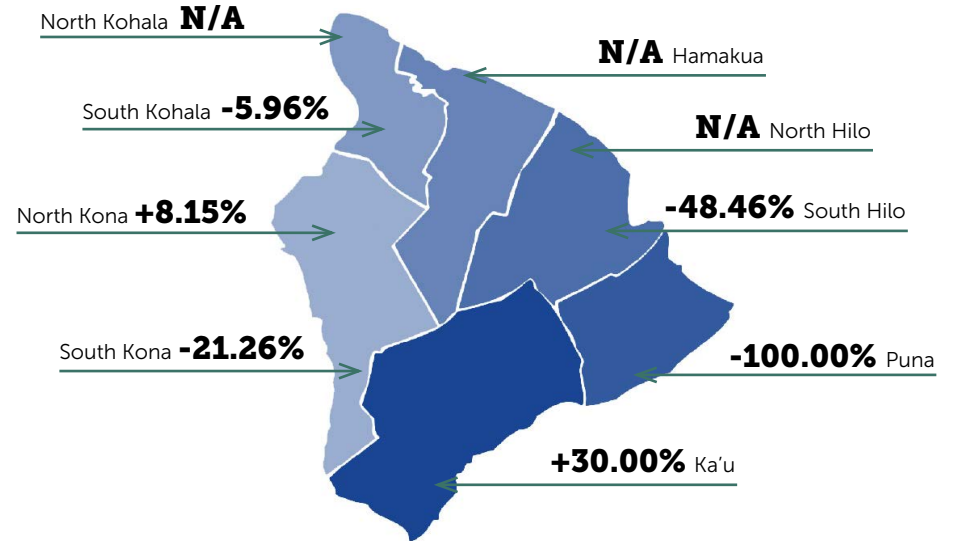 North Kohala N/A
N/A Hamakua
South Kohala -5.96%
N/A North Hilo
North Kona +8.15%
-48.46% South Hilo
South Kona -21.26%
-100.00% Puna
+30.00% Ka'u